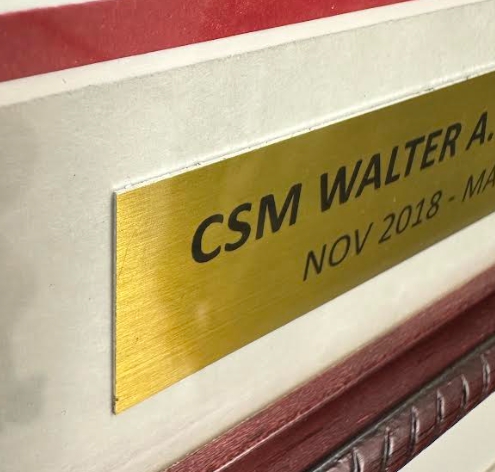 CSM WALTER A.
NOV 2018 - MA